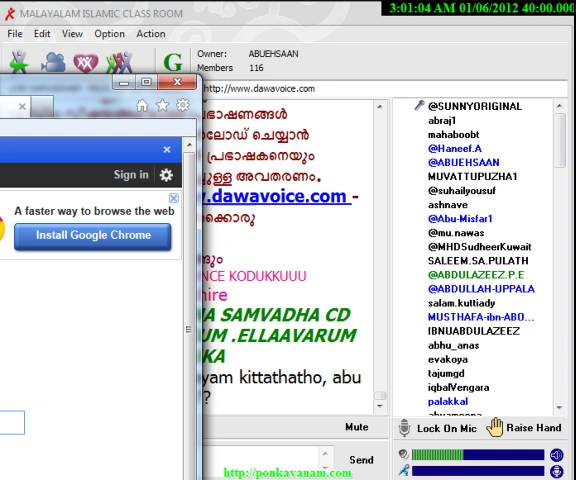 MALAYALAM ISLAMIC CLASS ROOM
3:01:04 AM 01/06/2012 40:00.000
File Edit View Option Action
G
Owner: ABUEHSAAN
Members 116
http://www.dawavoice.com
Sign in
A faster way to browse the web
Install Google Chrome
ഭാഷണങ്ങൾ
ലോഡ് ചെയ്യാൻ
പ്രഭാഷകനെയും
ള്ള അവതരണം.
.dawavoice.com -
ക്കൊരു
ദും
NCE KODUKKUUU
hire
A SAMVADHA CD
UM .ELLAAVARUM
KA
yam kittathatho, abu
?
@SUNNYORIGINAL
abraj1
mahaboobt
@Haneef.A
@ABUEHSAAN
MUVATTUPUZHA1
@suhailyousuf
ashnave
@Abu-Misfar1
@mu.nawas
@MHDSudheerKuwait
SALEEM.SA.PULATH
@ABDULAZEEZ.P.E
@ABDULLAH-UPPALA
salam.kuttiady
MUSTHAFA-ibn-ABO...
IBNUABDULAZEEZ
abhu_anas
evakoya
tajumgd
iqbalVengara
palakkal
Mute
Lock On Mic Raise Hand
Send
http://ponkavanam.com